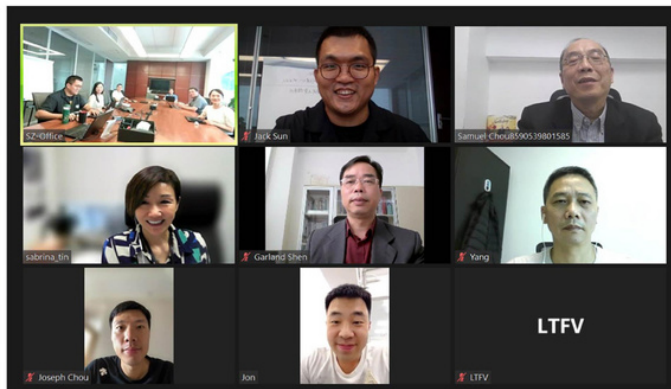 SZ-Office
Jack Sun
Samuel Chou8590539801585
sabrina_tin
Garland Shen
Yang
Joseph Chou
Jon
LTFV
LTFV